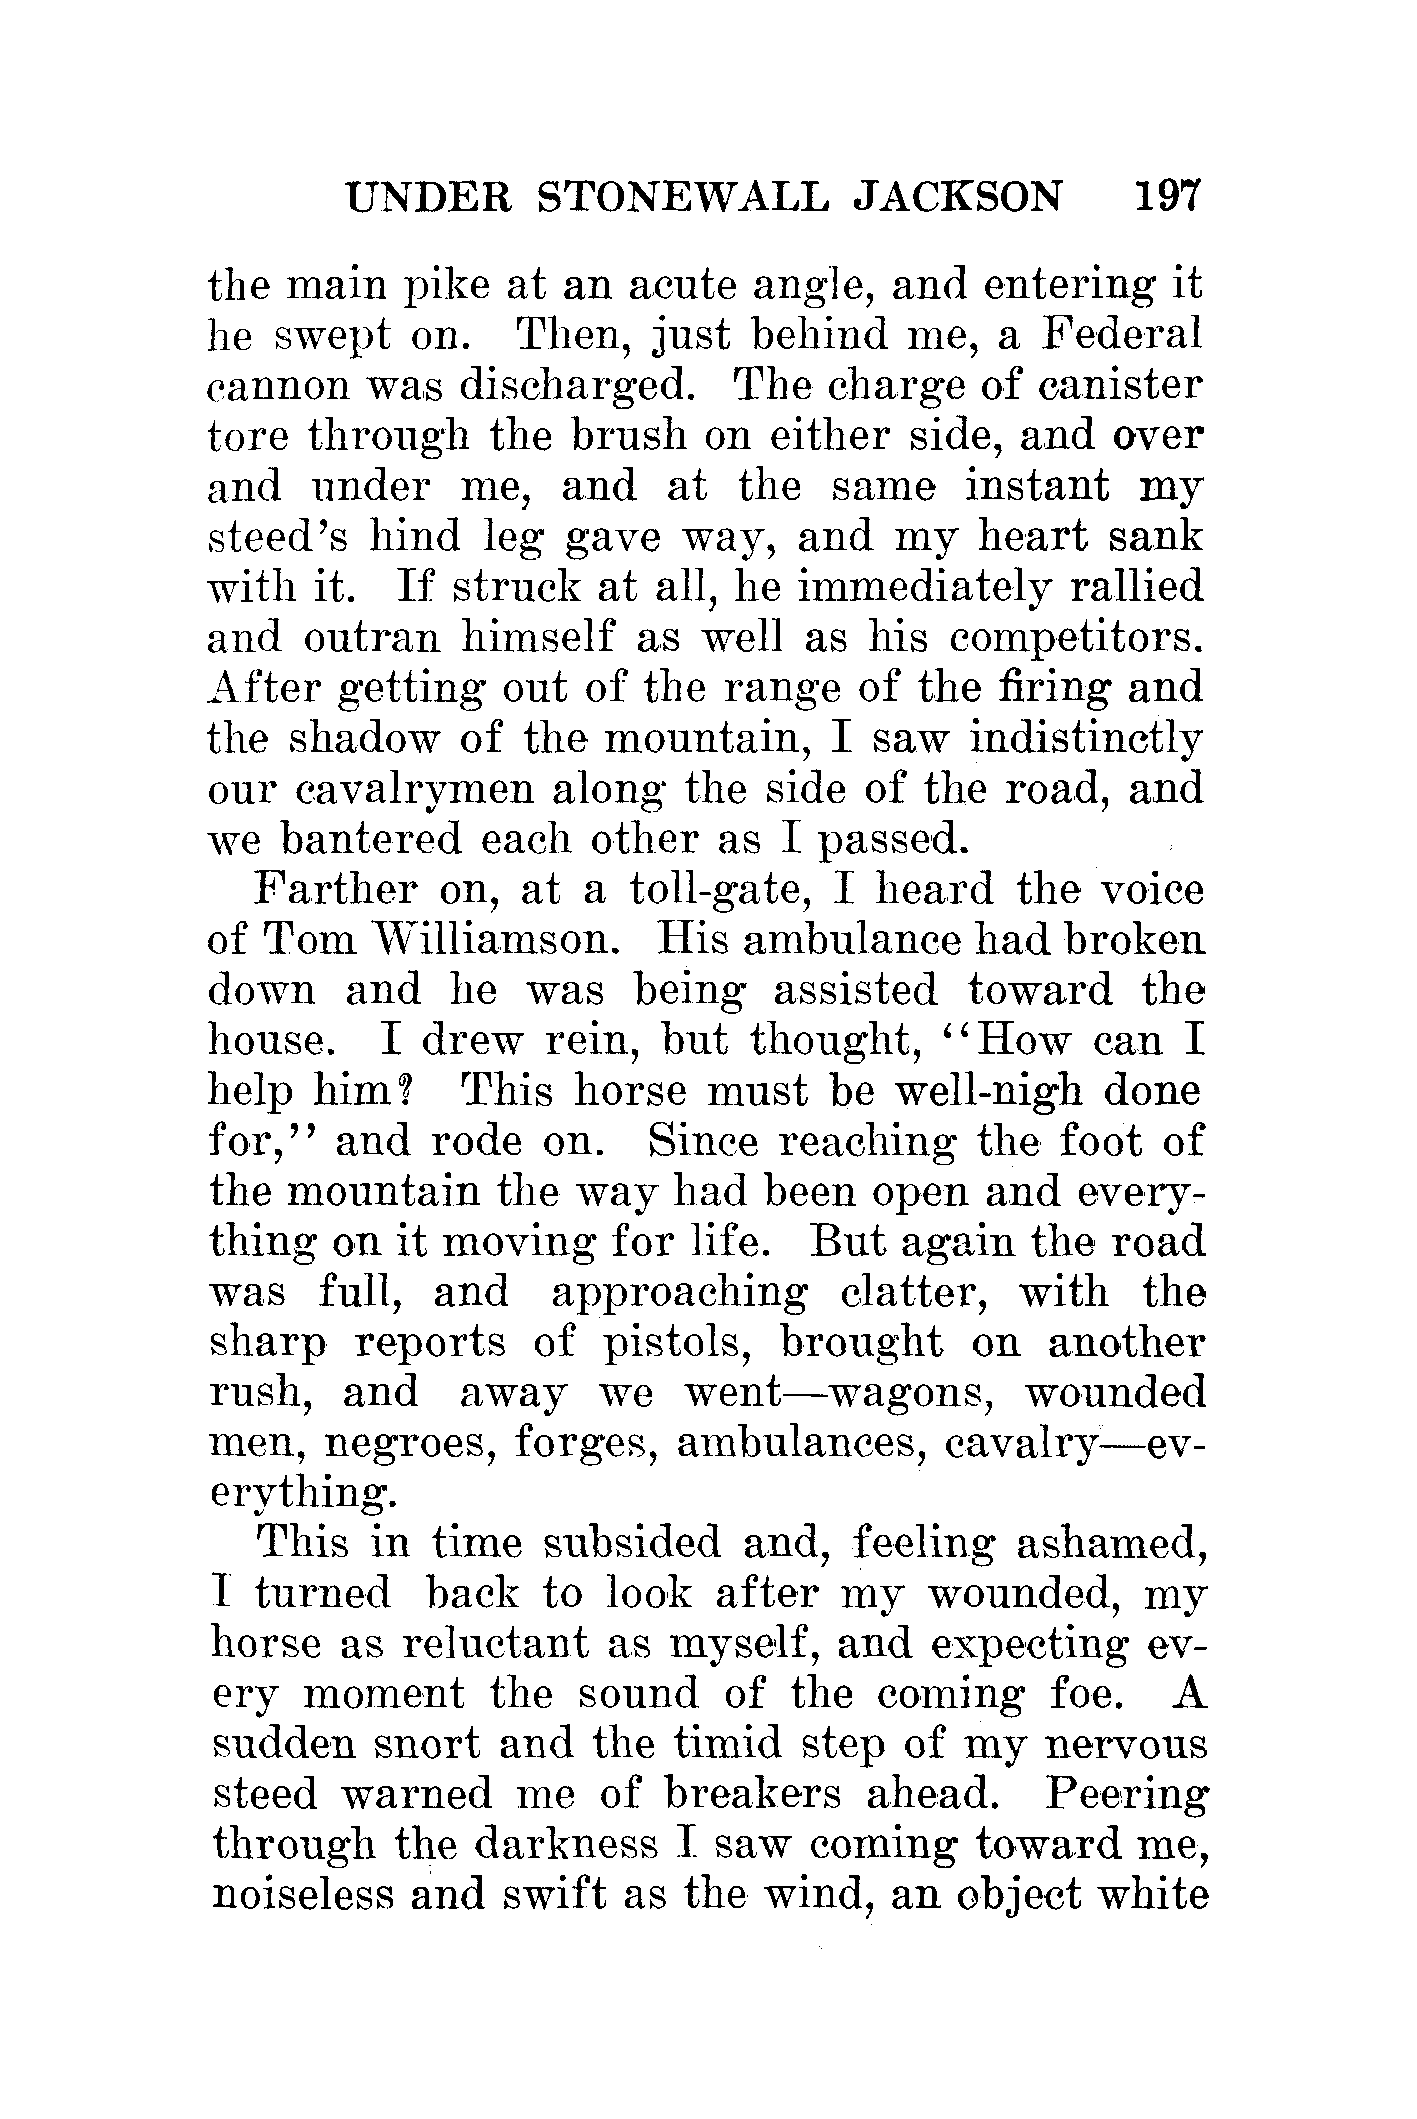 UNDER STONEWALL JACKSON 197
the main pike at an acute angle, and entering it
he swept on. Then, just behind me, a Federal
cannon was discharged. The charge of canister
tore through the brush on either side, and over
and under me, and at the same instant my
steed's hind leg gave way, and my heart sank
with it. If struck at all, he immediately rallied
and outran himself as well as his competitors.
After getting out of the range of the firing and
the shadow of the mountain, I saw indistinctly
our cavalrymen along the side of the road, and
we bantered each other as I passed.
Farther on, at a toll-gate, I heard the voice
of Tom Williamson. His ambulance had broken
down and he was being assisted toward the
house. I drew rein, but thought, "How can I
help him? This horse must be well-nigh done
for," and rode on. Since reaching the foot of
the mountain the way had been open and every-
thing on it moving for life. But again the road
was full, and approaching clatter, with the
sharp reports of pistols, brought on another
rush, and away we went—wagons, wounded
men, negroes, forges, ambulances, cavalry—ev-
erything.
This in time subsided and, feeling ashamed,
I turned back to look after my wounded, my
horse as reluctant as myself, and expecting ev-
ery moment the sound of the coming foe. A
sudden snort and the timid step of my nervous
steed warned me of breakers ahead. Peering
through the darkness I saw coming toward me,
noiseless and swift as the wind, an object white